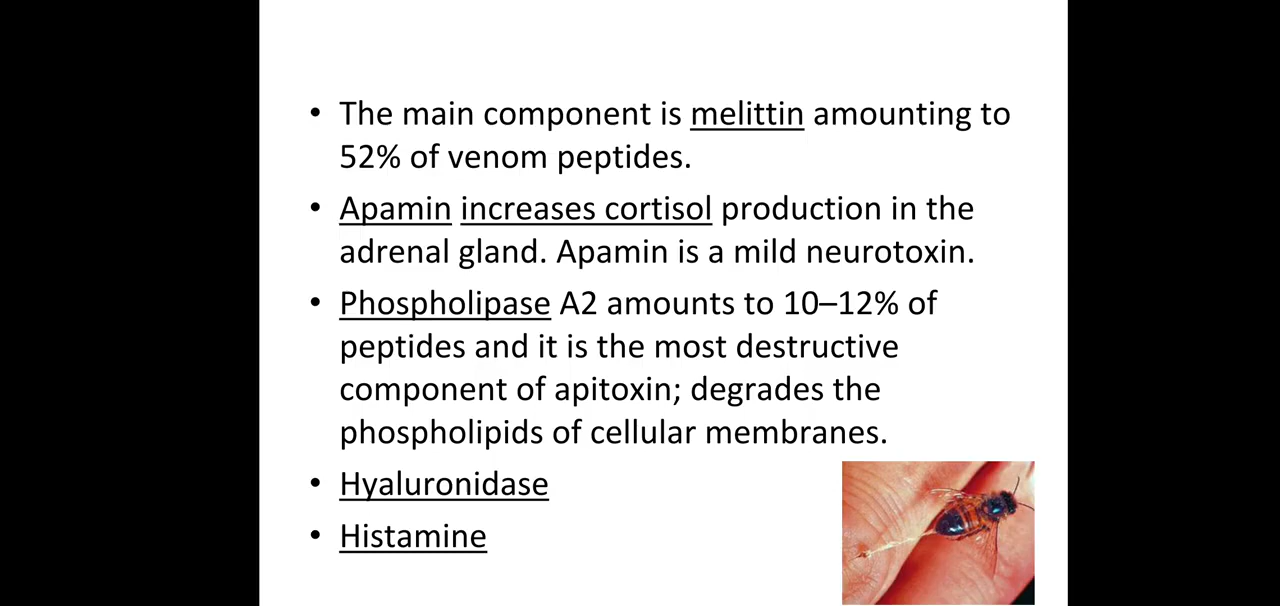 • The main component is melittin amounting to
52% of venom peptides.
• Apamin increases cortisol production in the
adrenal gland. Apamin is a mild neurotoxin.
• Phospholipase A2 amounts to 10–12% of
peptides and it is the most destructive
component of apitoxin; degrades the
phospholipids of cellular membranes.
• Hyaluronidase
• Histamine